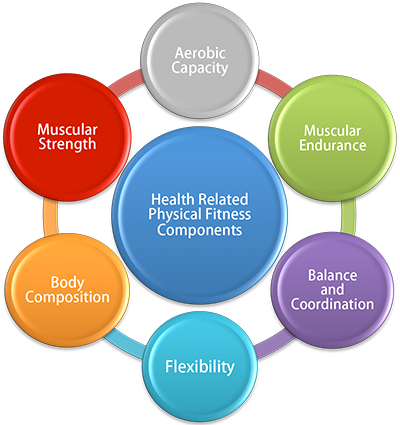 Aerobic
Capacity
Muscular
Strength
Muscular
Endurance
Health Related
Physical Fitness
Components
Body
Composition
Balance
and
Coordination
Flexibility